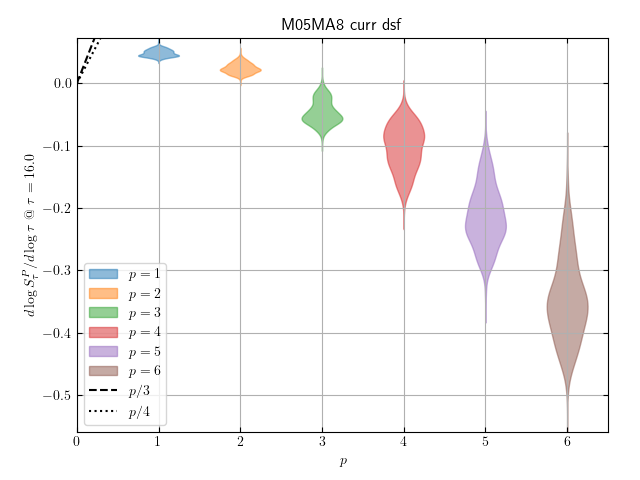 M05MA8 curr dsf
d log S_τ^P / d log τ @ τ = 16.0
0.0
−0.1
−0.2
−0.3
−0.4
−0.5
p = 1
p = 2
p = 3
p = 4
p = 5
p = 6
p/3
p/4
0 1 2 3 4 5 6
p